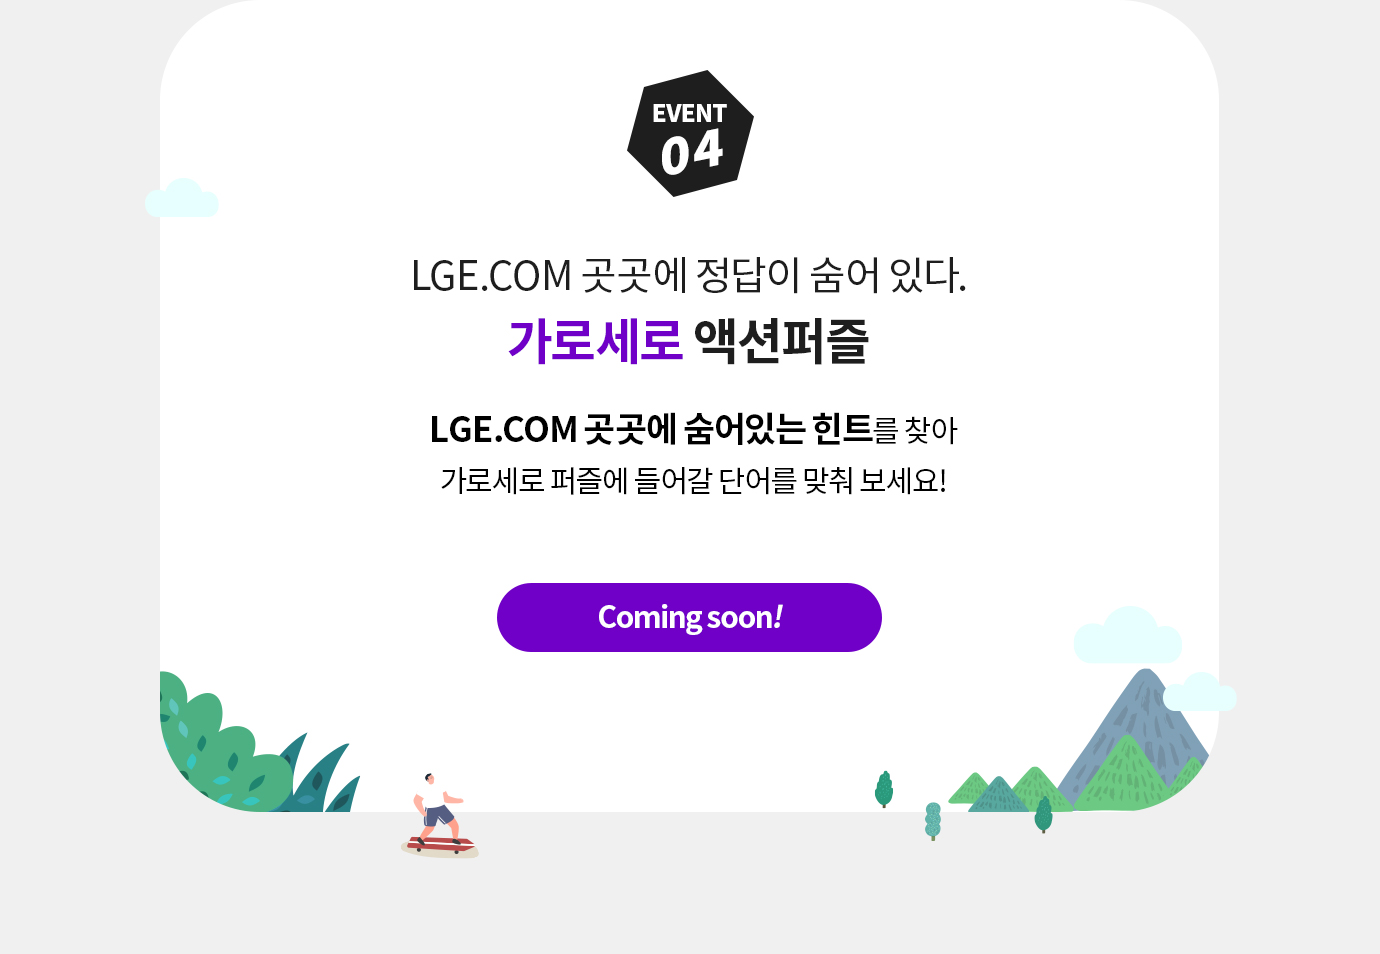 EVENT
04
LGE.COM 곳곳에 정답이 숨어 있다.
가로세로 액션퍼즐
LGE.COM 곳곳에 숨어있는 힌트를 찾아
가로세로 퍼즐에 들어갈 단어를 맞춰 보세요!
Coming soon!